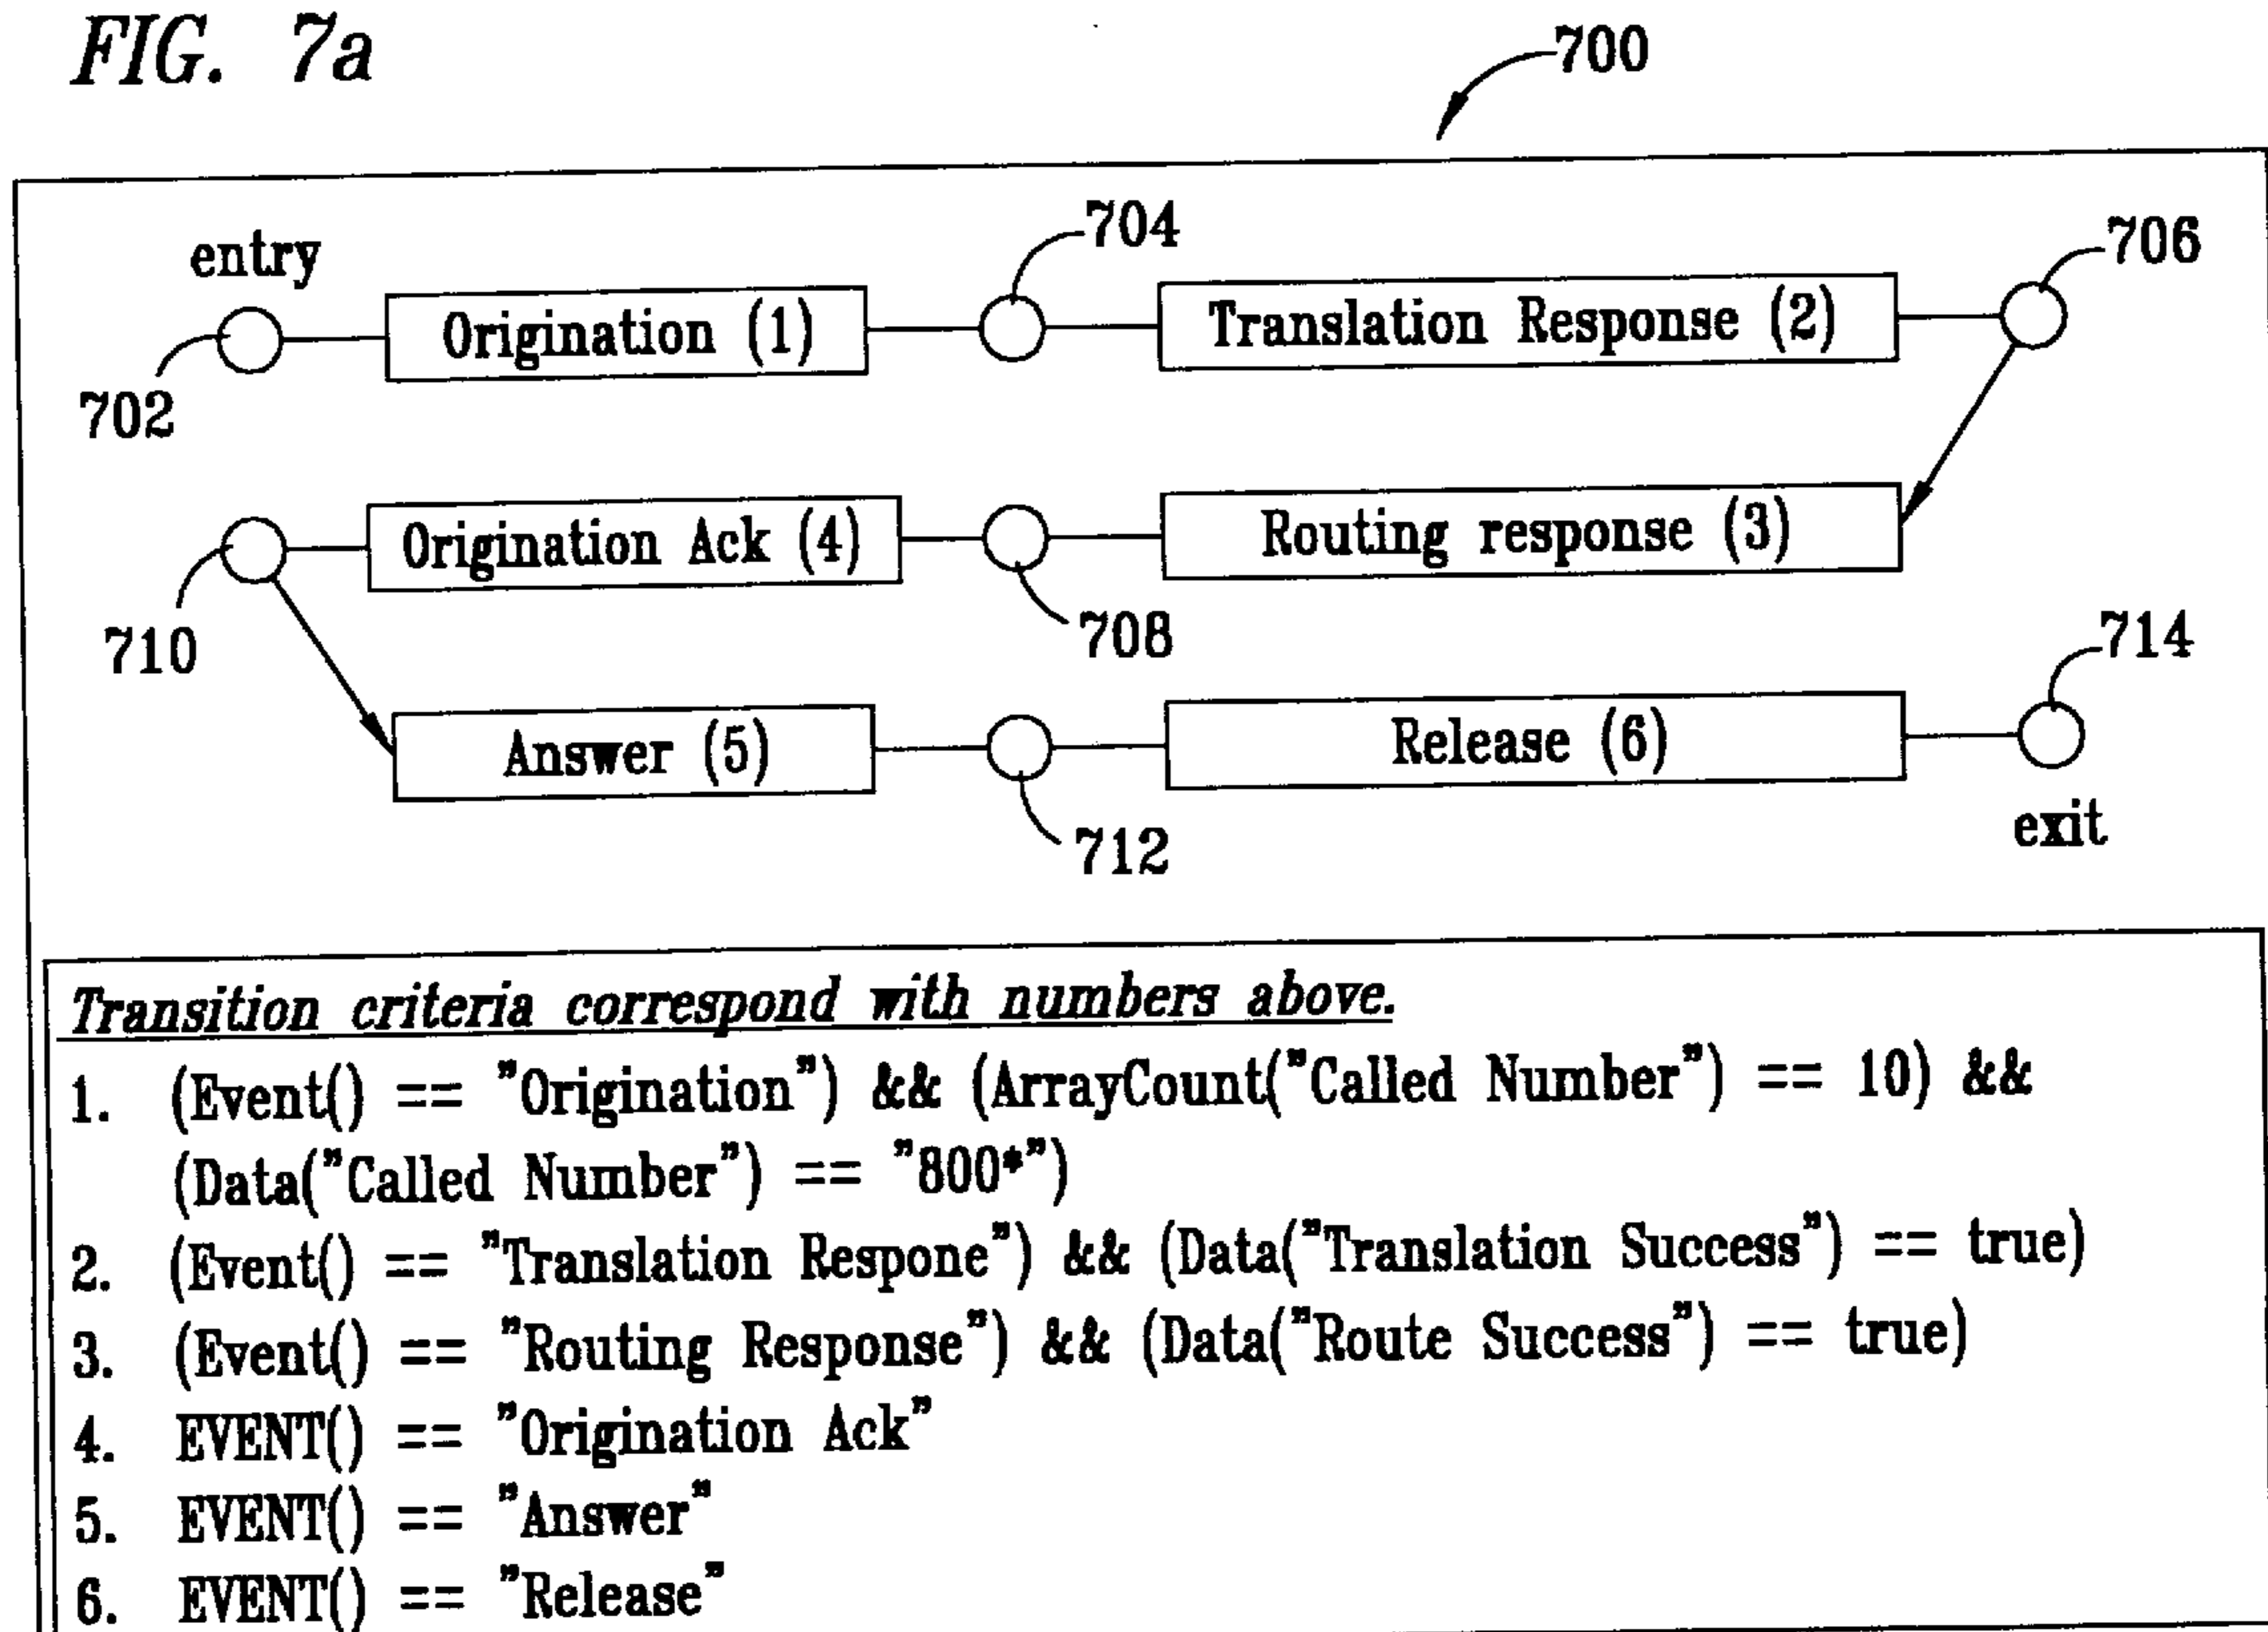 FIG. 7a
700
704
706
entry
Origination (1)
Translation Response (2)
702
Origination Ack (4)
Routing response (3)
710
708
714
Answer (5)
Release (6)
712
exit
Transition criteria correspond with numbers above.
1. (Event() == "Origination") && (ArrayCount("Called Number") == 10) &&
(Data("Called Number") == "800*")
2. (Event() == "Translation Respone") && (Data("Translation Success") == true)
3. (Event() == "Routing Response") && (Data("Route Success") == true)
4. EVENT() == "Origination Ack"
5. EVENT() == "Answer"
6. EVENT() == "Release"